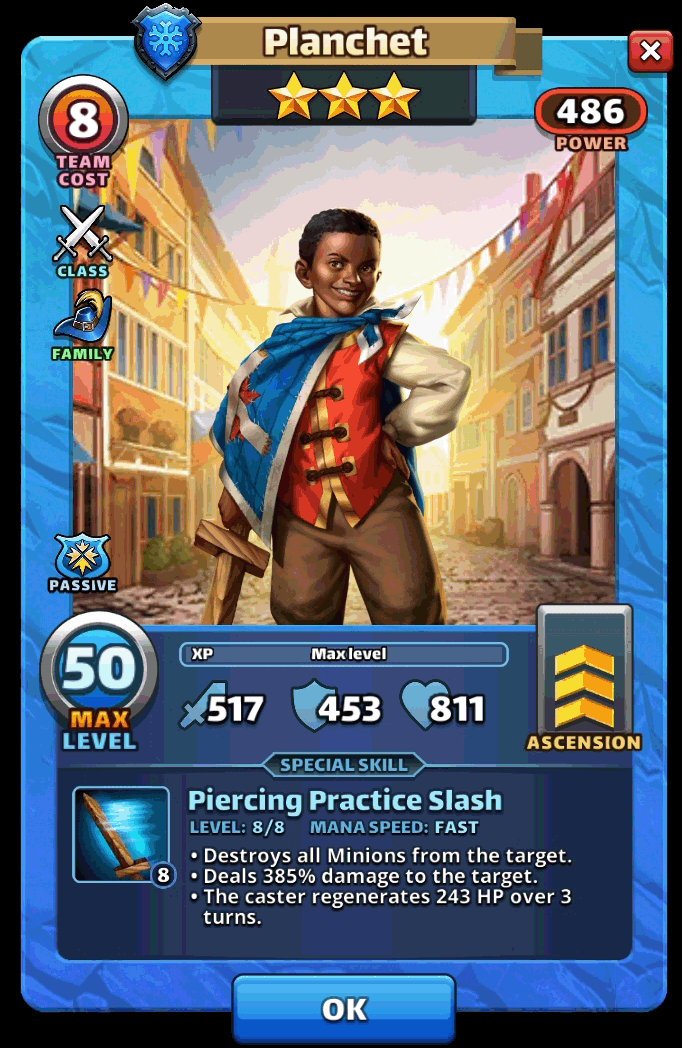 Planchet
8
TEAM
COST
486
POWER
CLASS
FAMILY
PASSIVE
50
MAX
LEVEL
XP Max level
517 453 811
ASCENSION
SPECIAL SKILL
Piercing Practice Slash
LEVEL: 8/8 MANA SPEED: FAST
8
• Destroys all Minions from the target.
• Deals 385% damage to the target.
• The caster regenerates 243 HP over 3
turns.
OK